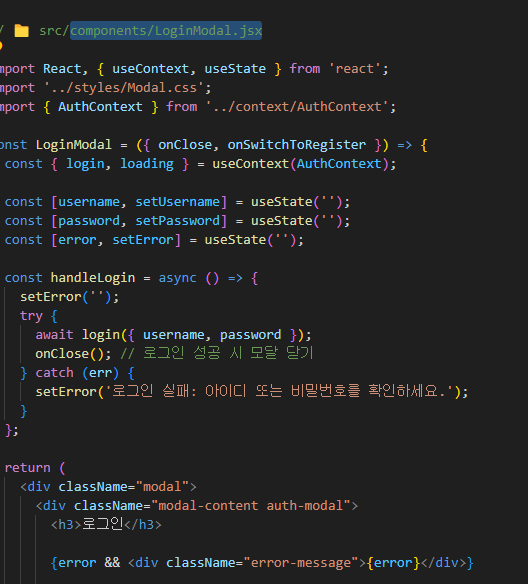 / 📁 src/components/LoginModal.jsx
mport React, { useContext, useState } from 'react';
mport '../styles/Modal.css';
mport { AuthContext } from '../context/AuthContext';
onst LoginModal = ({ onClose, onSwitchToRegister }) => {
const { login, loading } = useContext(AuthContext);
const [username, setUsername] = useState('');
const [password, setPassword] = useState('');
const [error, setError] = useState('');
const handleLogin = async () => {
setError('');
try {
await login({ username, password });
onClose(); // 로그인 성공 시 모달 닫기
} catch (err) {
setError('로그인 실패: 아이디 또는 비밀번호를 확인하세요.');
}
};
return (
<div className="modal">
<div className="modal-content auth-modal">
<h3>로그인</h3>
{error && <div className="error-message">{error}</div>}